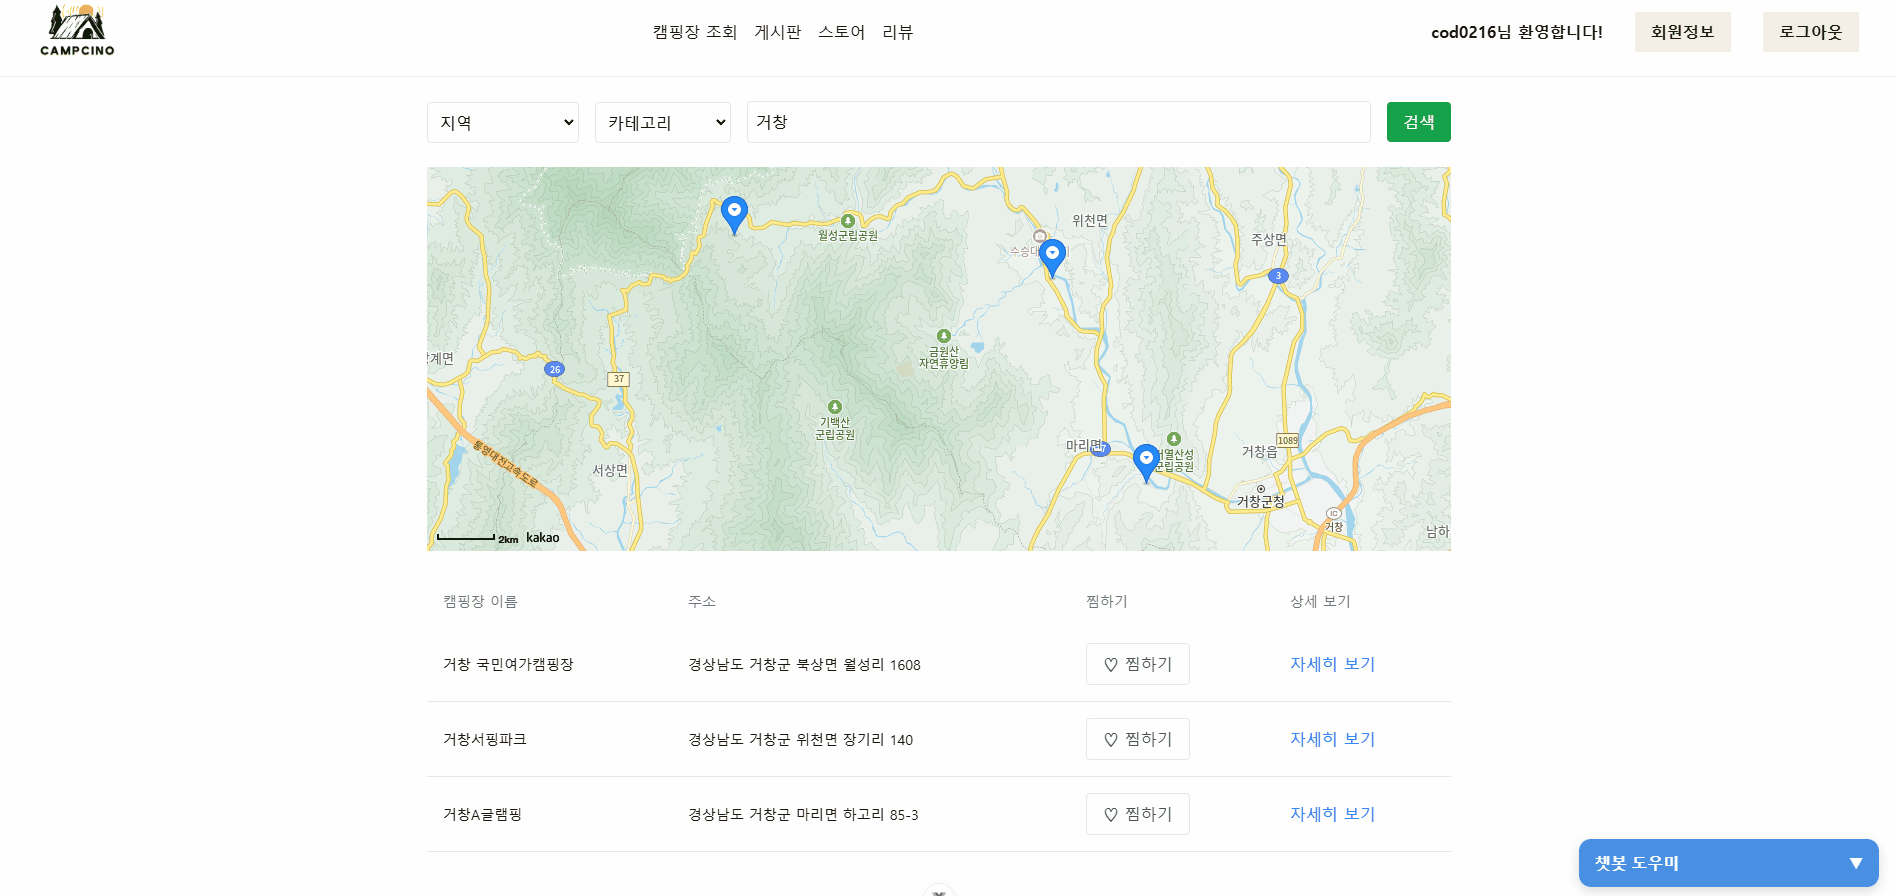 CAMPCINO
캠핑장 조회 게시판 스토어 리뷰
cod0216님 환영합니다! 회원정보 로그아웃
지역 카테고리 거창 검색
위천면
월성군립공원
주상면
수승대
3
금원산
자연휴양림
계면
26
37
기백산
군립공원
마리면
거열산성
군립공원
거창읍
1089
통영대전고속도로
서상면
거창군청
IC
거창
남하
2km kakao
캠핑장 이름 주소 찜하기 상세 보기
거창 국민여가캠핑장 경상남도 거창군 북상면 월성리 1608 ♡ 찜하기 자세히 보기
거창서핑파크 경상남도 거창군 위천면 장기리 140 ♡ 찜하기 자세히 보기
거창A글램핑 경상남도 거창군 마리면 하고리 85-3 ♡ 찜하기 자세히 보기
챗봇 도우미 ▼